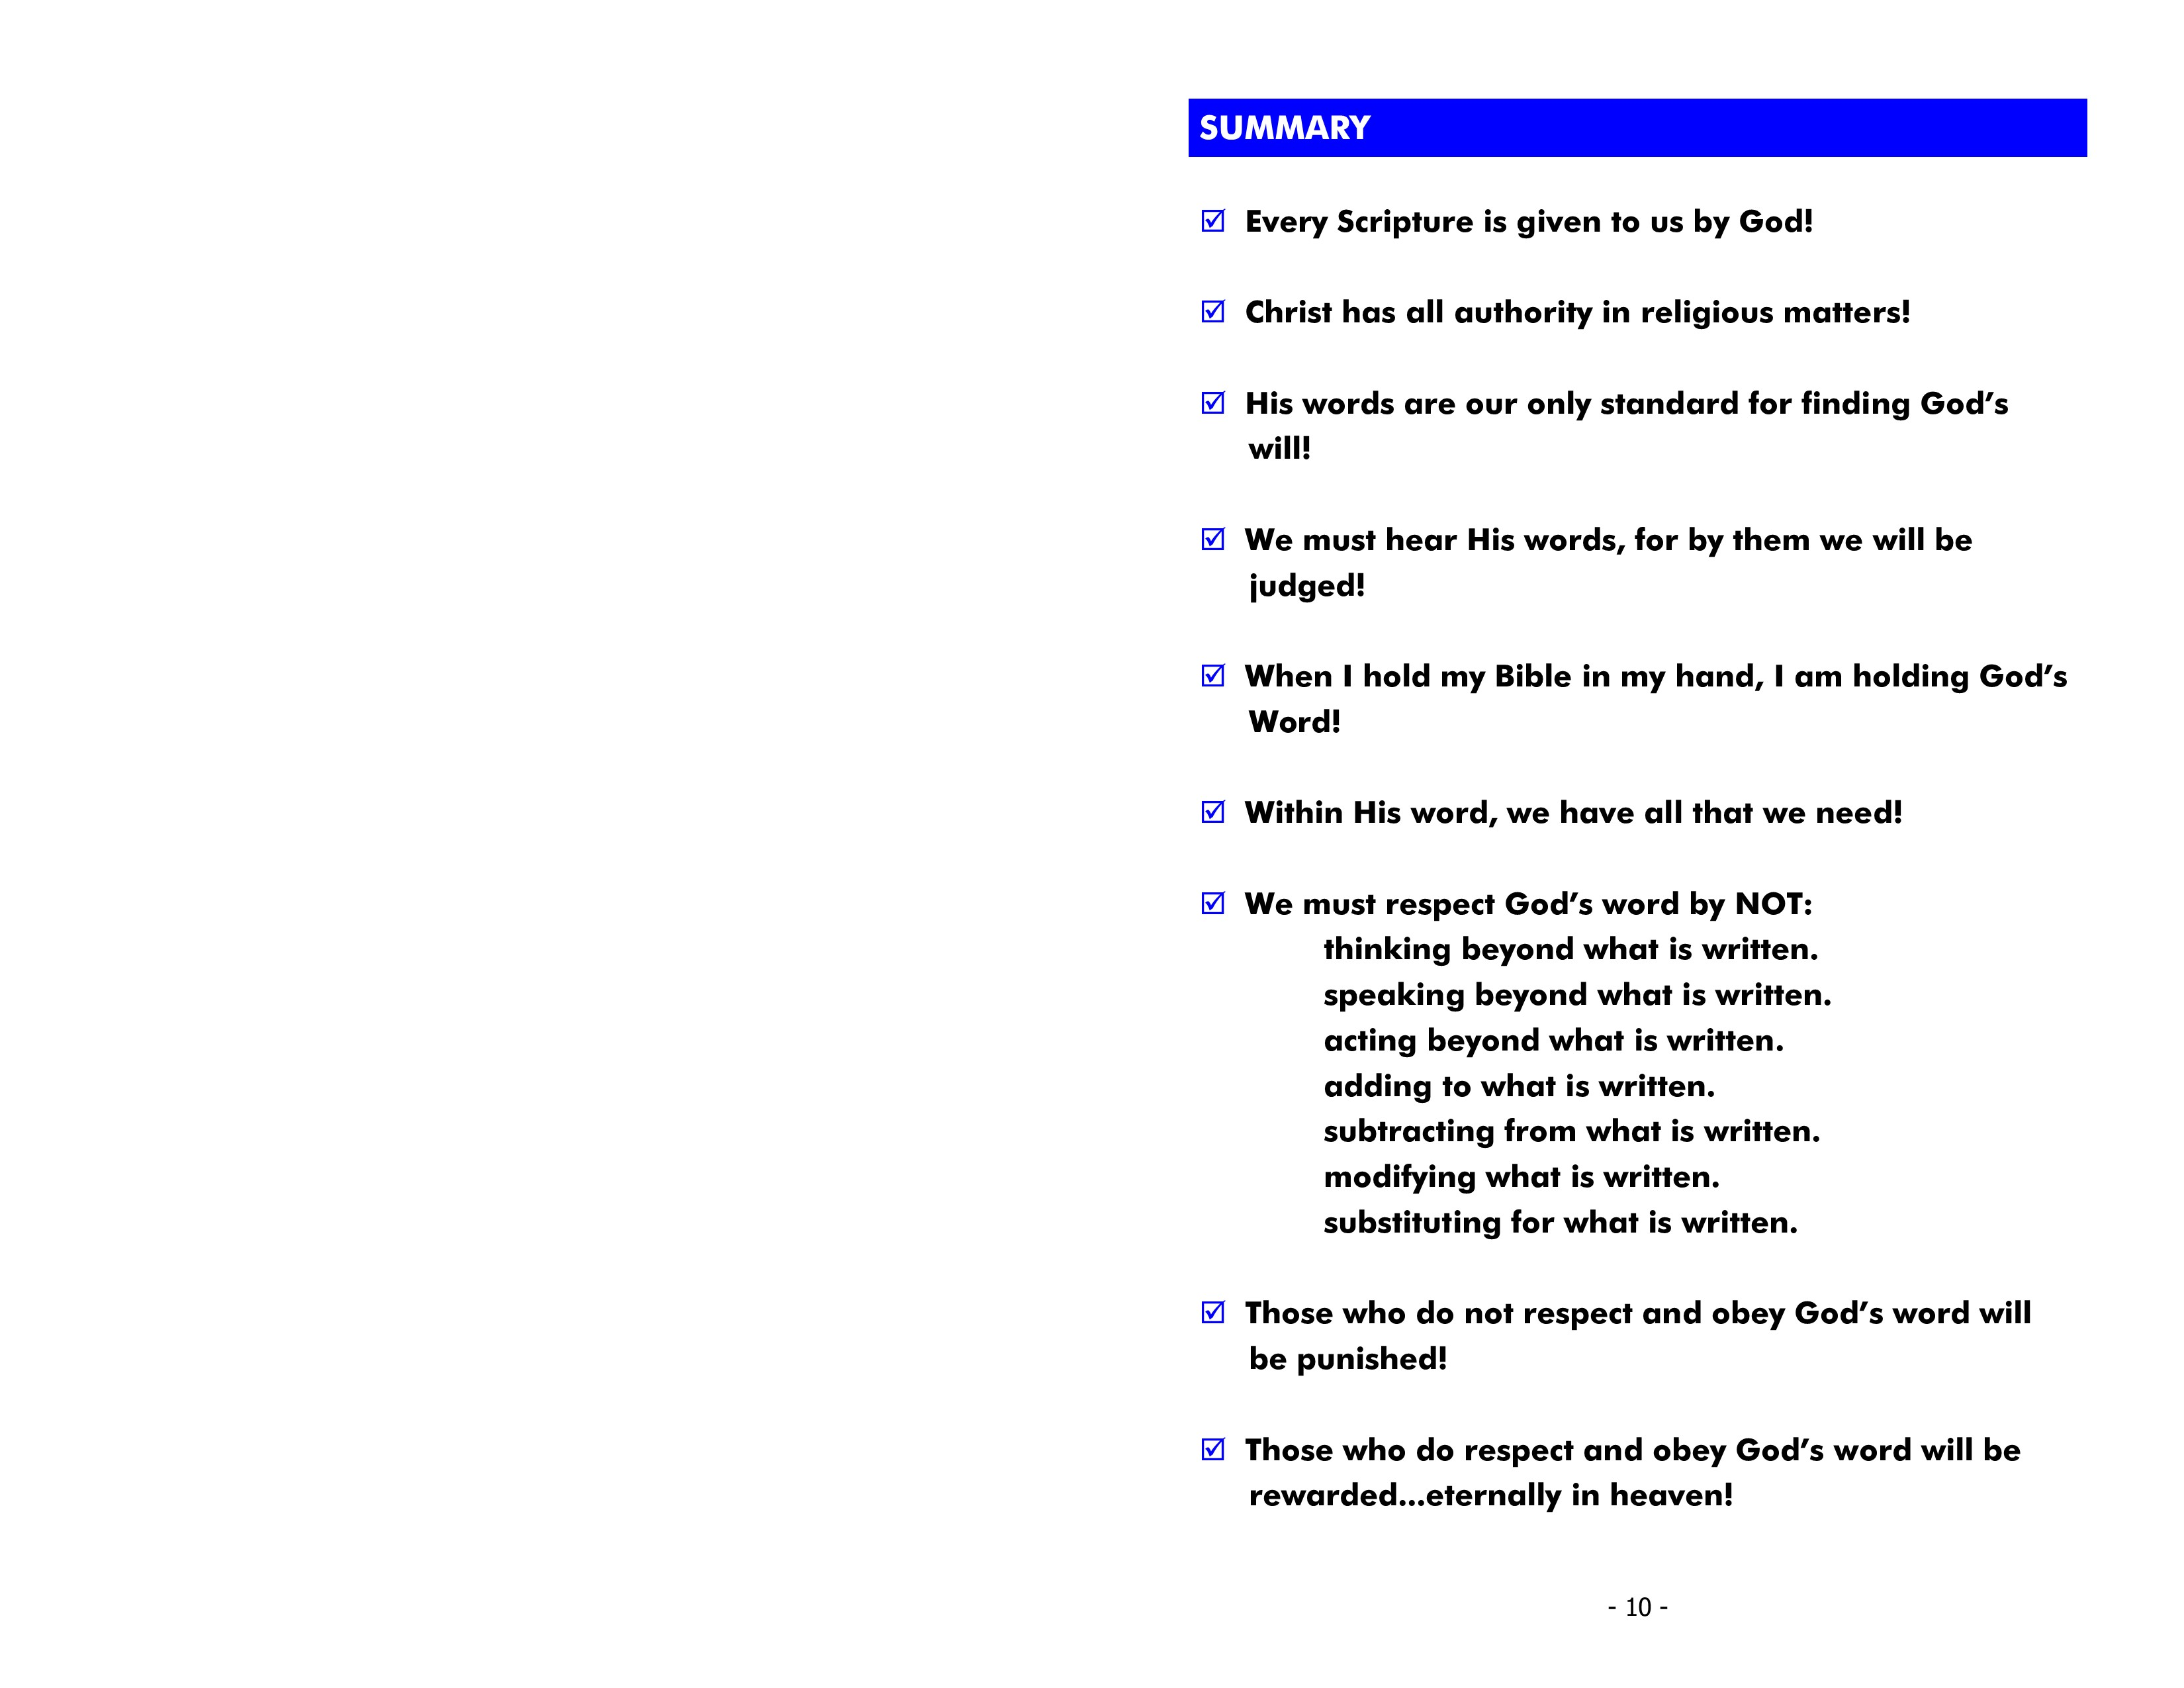 SUMMARY
☑ Every Scripture is given to us by God!
☑ Christ has all authority in religious matters!
☑ His words are our only standard for finding God’s
will!
☑ We must hear His words, for by them we will be
judged!
☑ When I hold my Bible in my hand, I am holding God’s
Word!
☑ Within His word, we have all that we need!
☑ We must respect God’s word by NOT:
thinking beyond what is written.
speaking beyond what is written.
acting beyond what is written.
adding to what is written.
subtracting from what is written.
modifying what is written.
substituting for what is written.
☑ Those who do not respect and obey God’s word will
be punished!
☑ Those who do respect and obey God’s word will be
rewarded…eternally in heaven!
- 10 -